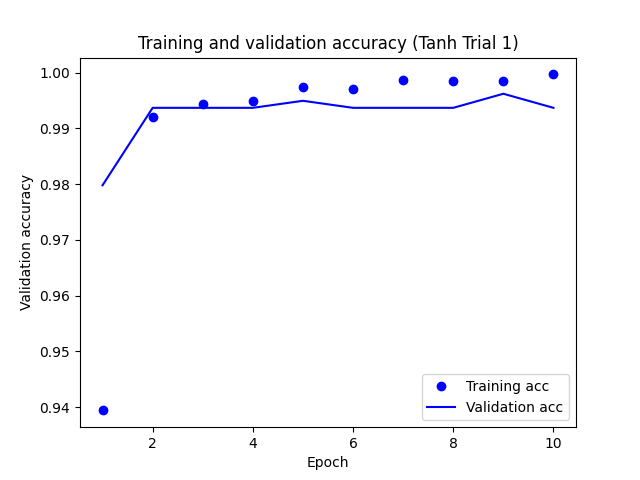 Training and validation accuracy (Tanh Trial 1)
1.00
0.99
0.98
0.97
0.96
0.95
0.94
Validation accuracy
2 4 6 8 10
Epoch
Training acc
Validation acc